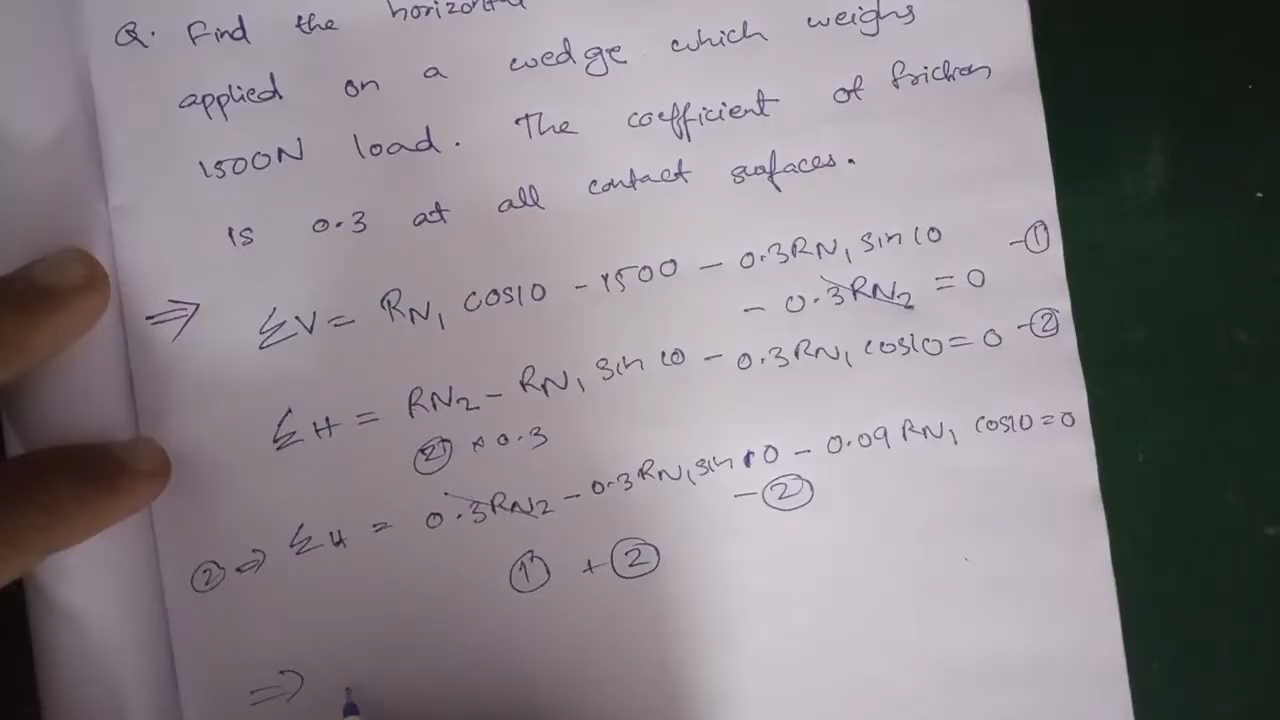 Q. Find the horizontal
applied on a wedge which weighs
1500N load. The coefficient of friction
is 0.3 at all contact surfaces.
⇒ ΣV = RN₁ cos10 - 1500 - 0.3RN₁ sin10 -①
- 0.3RN₂ = 0
ΣH = RN₂ - RN₁ sin10 - 0.3RN₁ cos10 = 0 -②
② × 0.3
②⇒ ΣH = 0.3RN₂ - 0.3RN₁ sin10 - 0.09RN₁ cos10 = 0
-②
① + ②
⇒